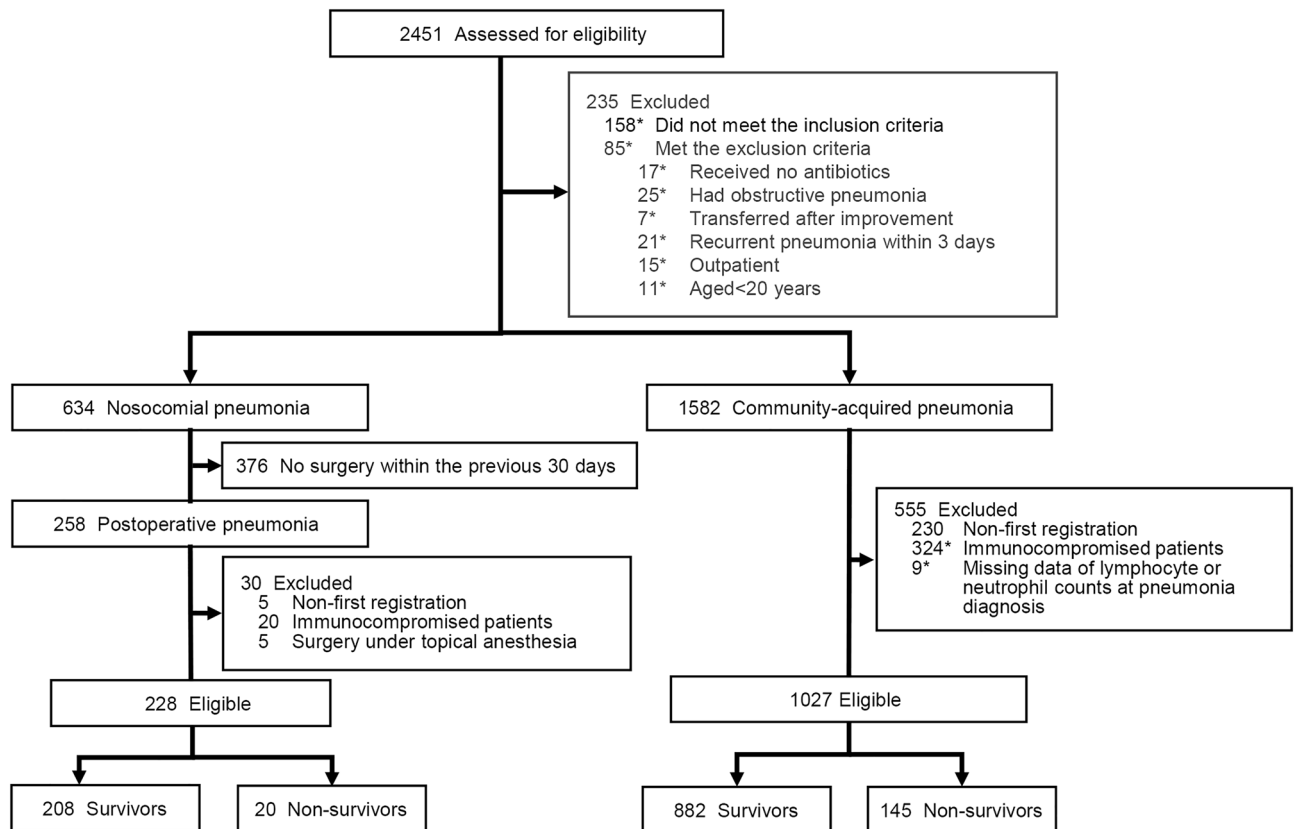 2451 Assessed for eligibility
235 Excluded
158* Did not meet the inclusion criteria
85* Met the exclusion criteria
17* Received no antibiotics
25* Had obstructive pneumonia
7* Transferred after improvement
21* Recurrent pneumonia within 3 days
15* Outpatient
11* Aged<20 years
634 Nosocomial pneumonia
1582 Community-acquired pneumonia
376 No surgery within the previous 30 days
258 Postoperative pneumonia
555 Excluded
230 Non-first registration
324* Immunocompromised patients
9* Missing data of lymphocyte or
neutrophil counts at pneumonia
diagnosis
30 Excluded
5 Non-first registration
20 Immunocompromised patients
5 Surgery under topical anesthesia
228 Eligible
1027 Eligible
208 Survivors
20 Non-survivors
882 Survivors
145 Non-survivors